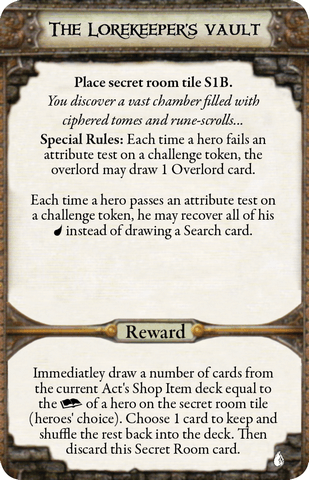 The Lorekeeper's vault
Place secret room tile S1B.
You discover a vast chamber filled with
ciphered tomes and rune-scrolls...
Special Rules: Each time a hero fails an
attribute test on a challenge token, the
overlord may draw 1 Overlord card.
Each time a hero passes an attribute test on
a challenge token, he may recover all of his
instead of drawing a Search card.
Reward
Immediatley draw a number of cards from
the current Act's Shop Item deck equal to
the of a hero on the secret room tile
(heroes' choice). Choose 1 card to keep and
shuffle the rest back into the deck. Then
discard this Secret Room card.